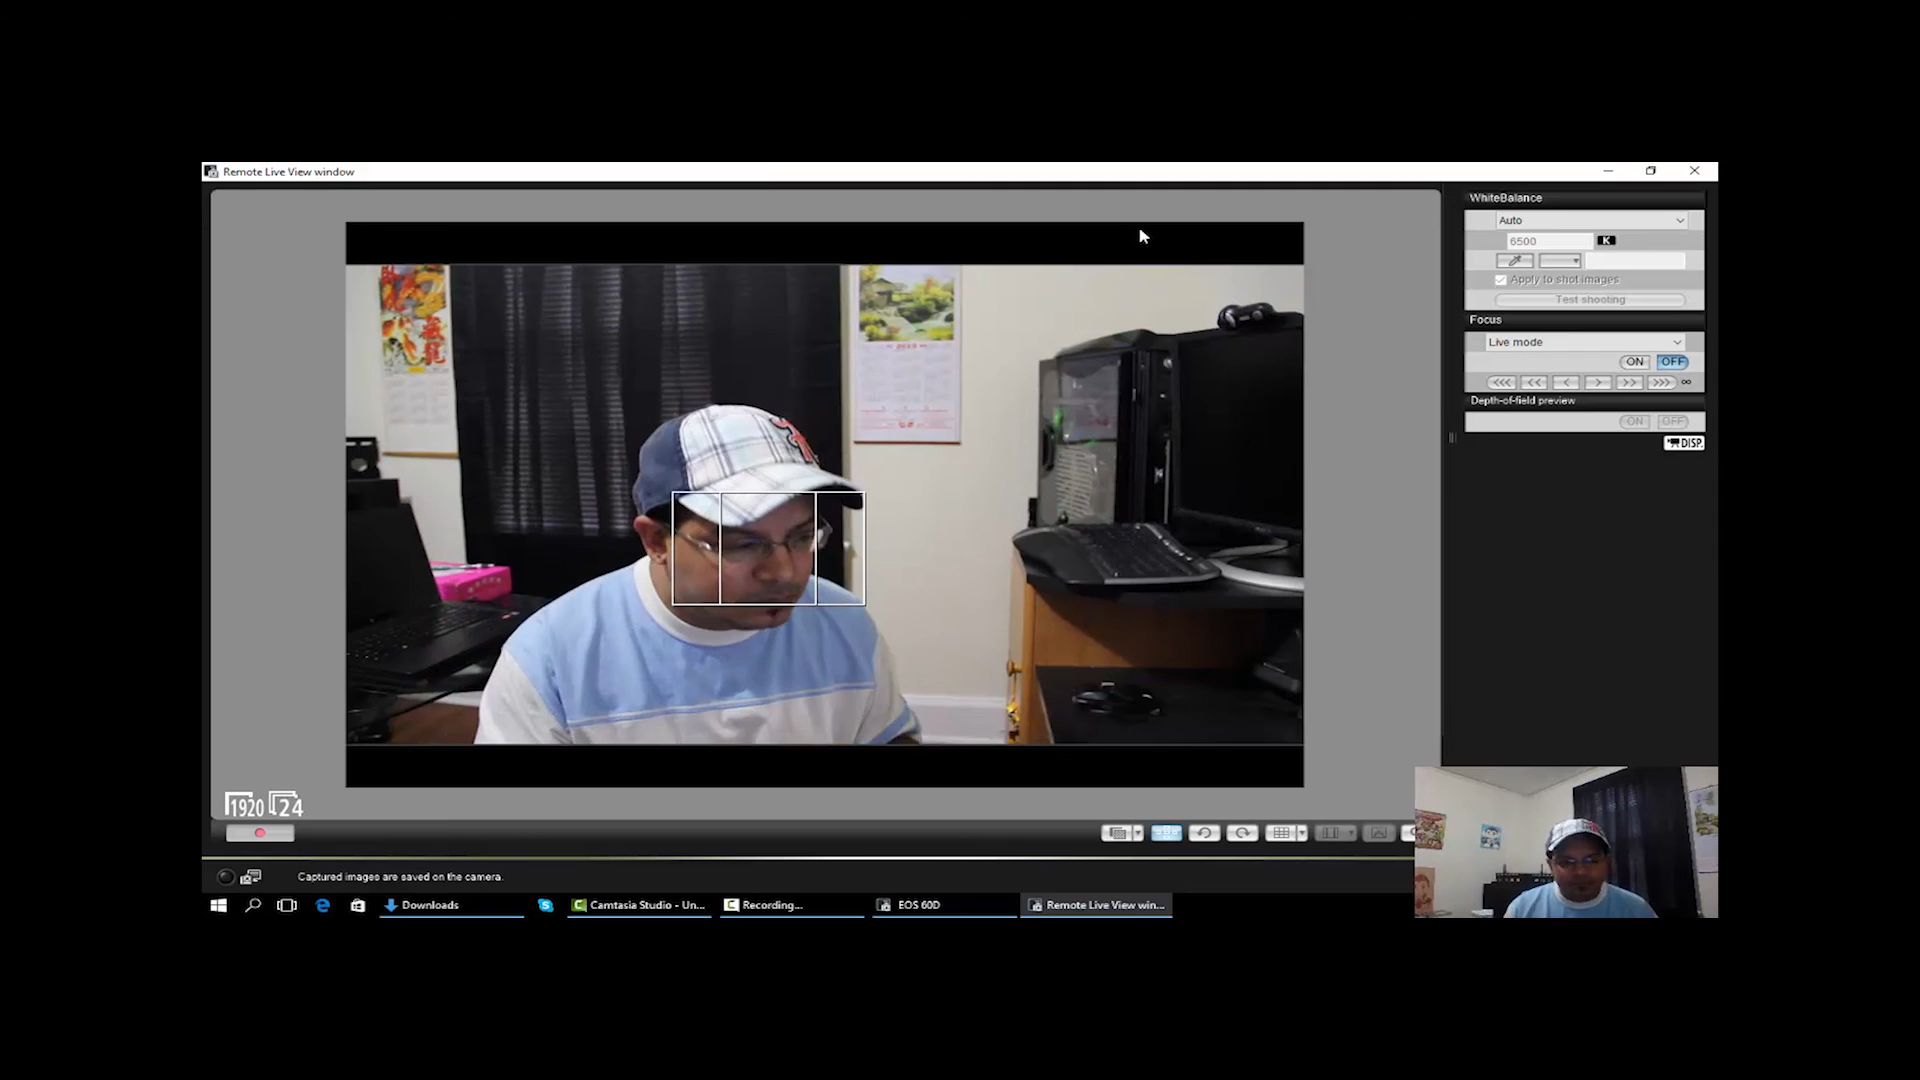 Remote Live View window
WhiteBalance
Auto
6500
K
Apply to shot images
Test shooting
Focus
Live mode
ON OFF
<<< << < > >> >>> ∞
Depth-of-field preview
ON OFF
DISP.
1920 24
Captured images are saved on the camera.
Downloads
Camtasia Studio - Un...
Recording...
EOS 60D
Remote Live View win...